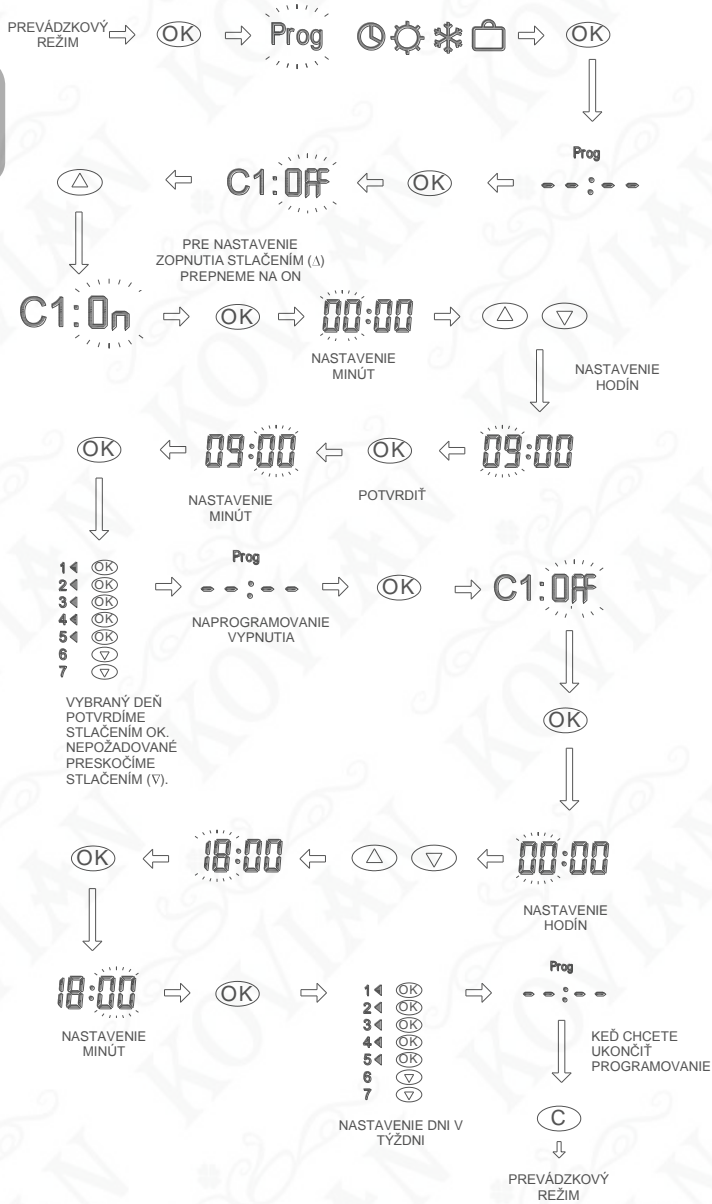 PREVÁDZKOVÝ
REŽIM
OK
Prog
OK
Prog
--:--
OK
C1:OFF
PRE NASTAVENIE
ZOPNUTIA STLAČENÍM (∆)
PREPNEME NA ON
C1:On
OK
00:00
NASTAVENIE
MINÚT
NASTAVENIE
HODÍN
09:00
OK
POTVRDIŤ
09:00
NASTAVENIE
MINÚT
OK
1 OK
2 OK
3 OK
4 OK
5 OK
6
7
VYBRANÝ DEŇ
POTVRDÍME
STLAČENÍM OK.
NEPOŽADOVANÉ
PRESKOČÍME
STLAČENÍM (∇).
Prog
--:--
NAPROGRAMOVANIE
VYPNUTIA
OK
C1:OFF
OK
00:00
NASTAVENIE
HODÍN
18:00
OK
18:00
NASTAVENIE
MINÚT
OK
1 OK
2 OK
3 OK
4 OK
5 OK
6
7
NASTAVENIE DNI V
TÝŽDNI
Prog
--:--
KEĎ CHCETE
UKONČIŤ
PROGRAMOVANIE
C
PREVÁDZKOVÝ
REŽIM
KOVIAN